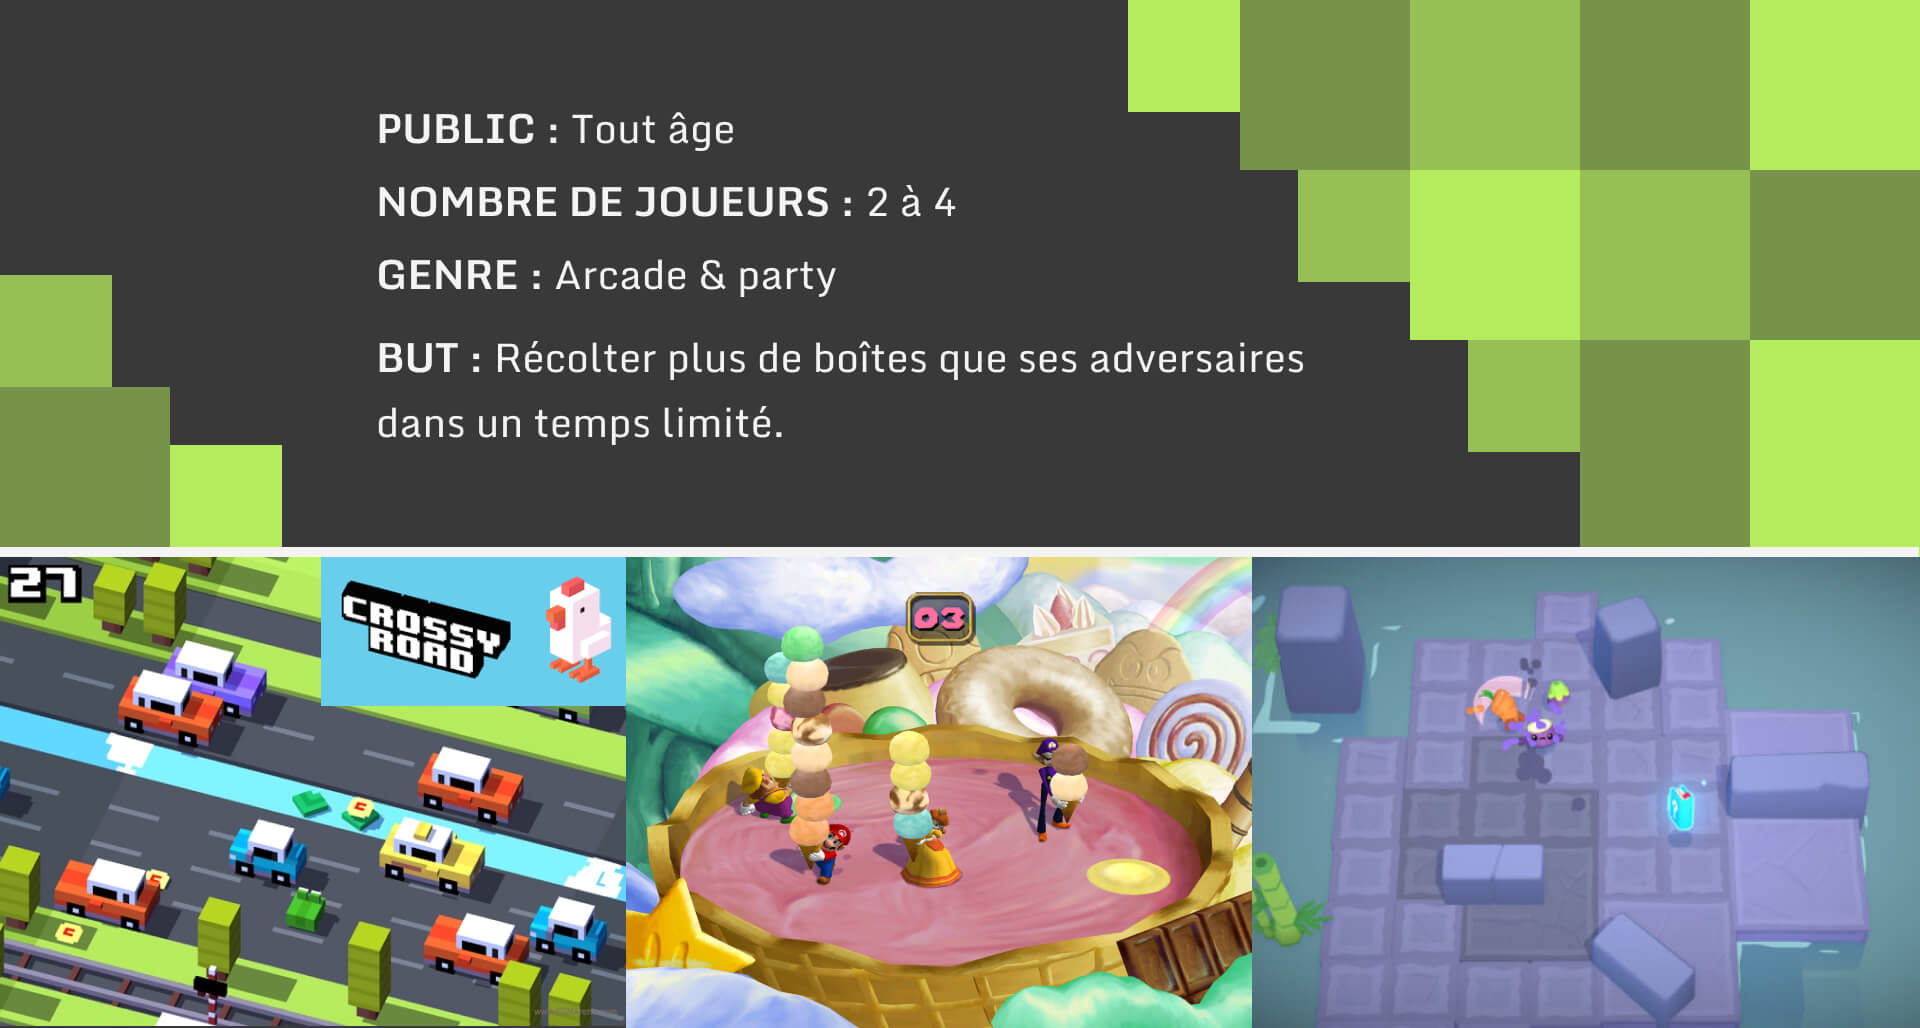 PUBLIC : Tout âge
NOMBRE DE JOUEURS : 2 à 4
GENRE : Arcade & party
BUT : Récolter plus de boîtes que ses adversaires
dans un temps limité.
27
CROSSY
ROAD
03